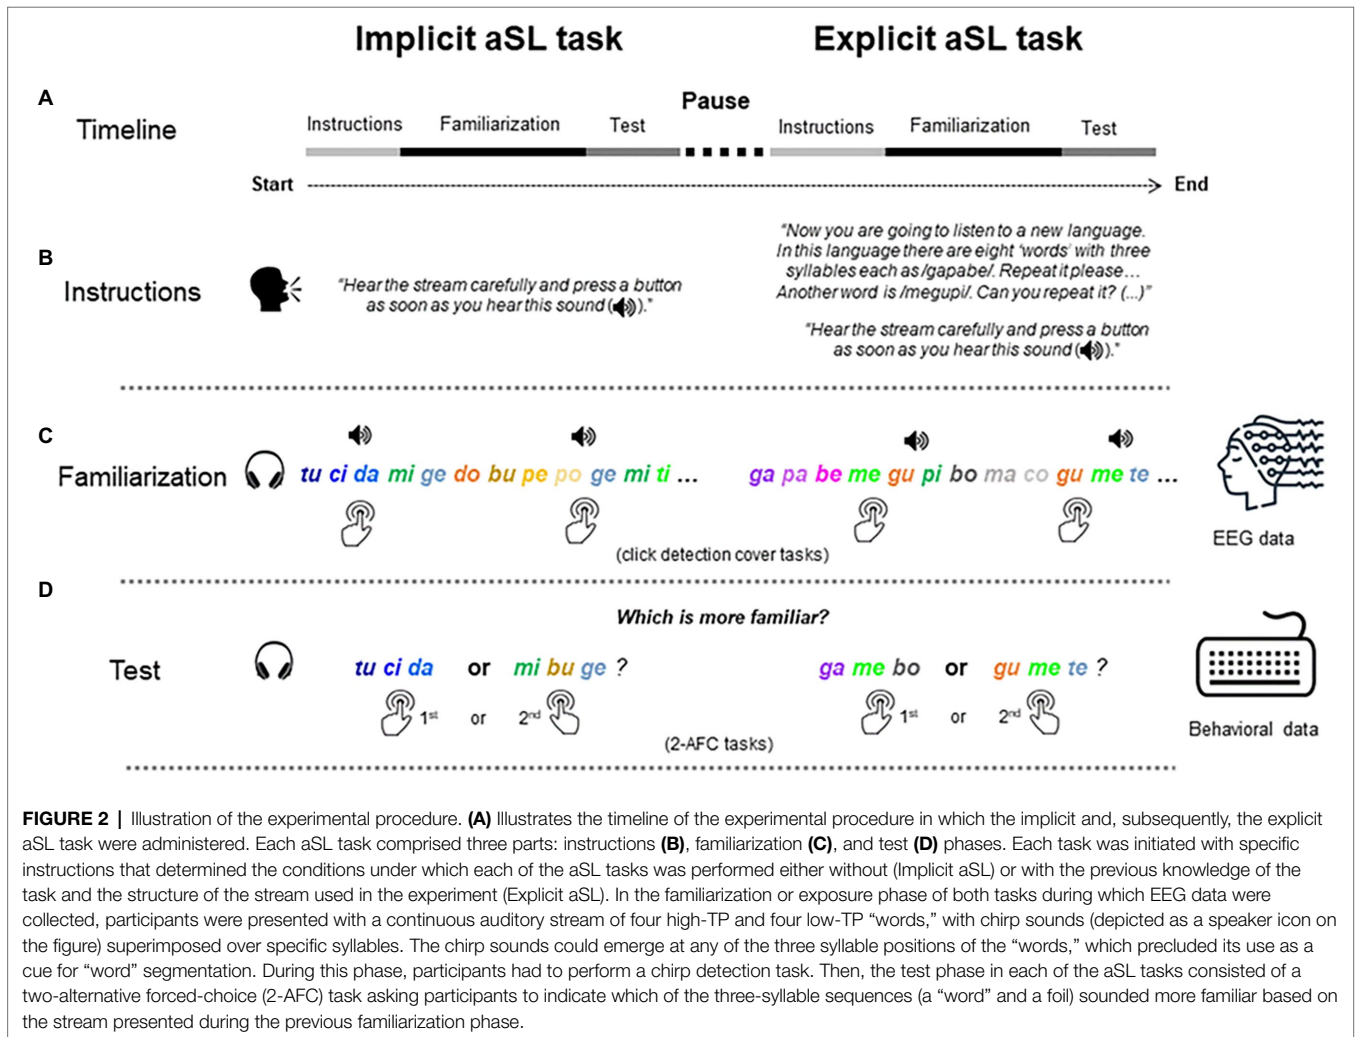 Implicit aSL task
Explicit aSL task
A
Timeline
Pause
Instructions
Familiarization
Test
Instructions
Familiarization
Test
Start
End
B
Instructions
"Hear the stream carefully and press a button
as soon as you hear this sound ( )."
"Now you are going to listen to a new language.
In this language there are eight 'words' with three
syllables each as /gapabe/. Repeat it please...
Another word is /megupi/. Can you repeat it? (...)"
"Hear the stream carefully and press a button
as soon as you hear this sound ( )."
C
Familiarization
tu ci da mi ge do bu pe po ge mi ti ...
ga pa be me gu pi bo ma co gu me te ...
(click detection cover tasks)
EEG data
D
Test
Which is more familiar?
tu ci da or mi bu ge ?
1st or 2nd
ga me bo or gu me te ?
1st or 2nd
(2-AFC tasks)
Behavioral data
FIGURE 2 | Illustration of the experimental procedure. (A) Illustrates the timeline of the experimental procedure in which the implicit and, subsequently, the explicit
aSL task were administered. Each aSL task comprised three parts: instructions (B), familiarization (C), and test (D) phases. Each task was initiated with specific
instructions that determined the conditions under which each of the aSL tasks was performed either without (Implicit aSL) or with the previous knowledge of the
task and the structure of the stream used in the experiment (Explicit aSL). In the familiarization or exposure phase of both tasks during which EEG data were
collected, participants were presented with a continuous auditory stream of four high-TP and four low-TP "words," with chirp sounds (depicted as a speaker icon on
the figure) superimposed over specific syllables. The chirp sounds could emerge at any of the three syllable positions of the "words," which precluded its use as a
cue for "word" segmentation. During this phase, participants had to perform a chirp detection task. Then, the test phase in each of the aSL tasks consisted of a
two-alternative forced-choice (2-AFC) task asking participants to indicate which of the three-syllable sequences (a "word" and a foil) sounded more familiar based on
the stream presented during the previous familiarization phase.